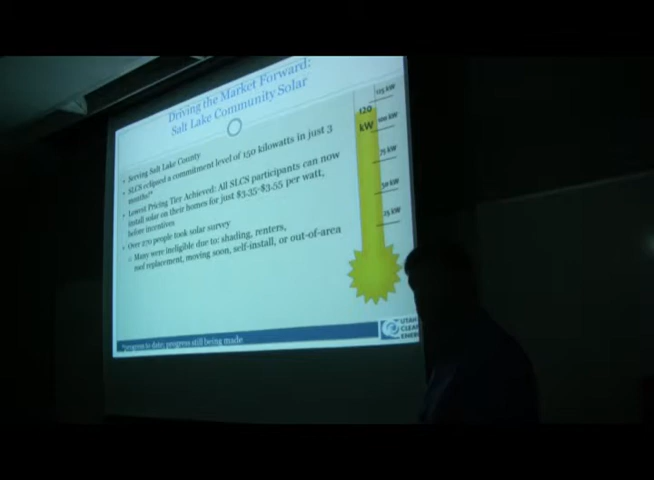 Driving the Market Forward:
Salt Lake Community Solar
Serving Salt Lake County
SLCS eclipsed a commitment level of 150 kilowatts in just 3
months!*
Lowest Pricing Tier Achieved: All SLCS participants can now
install solar on their homes for just $3.35-$3.55 per watt,
before incentives
Over 270 people took solar survey
Many were ineligible due to: shading, renters,
roof replacement, moving soon, self-install, or out-of-area
125 kW
120
kW
100 kW
75 kW
50 kW
25 kW
*progress to date; progress still being made
UTAH
CLEAN
ENERGY